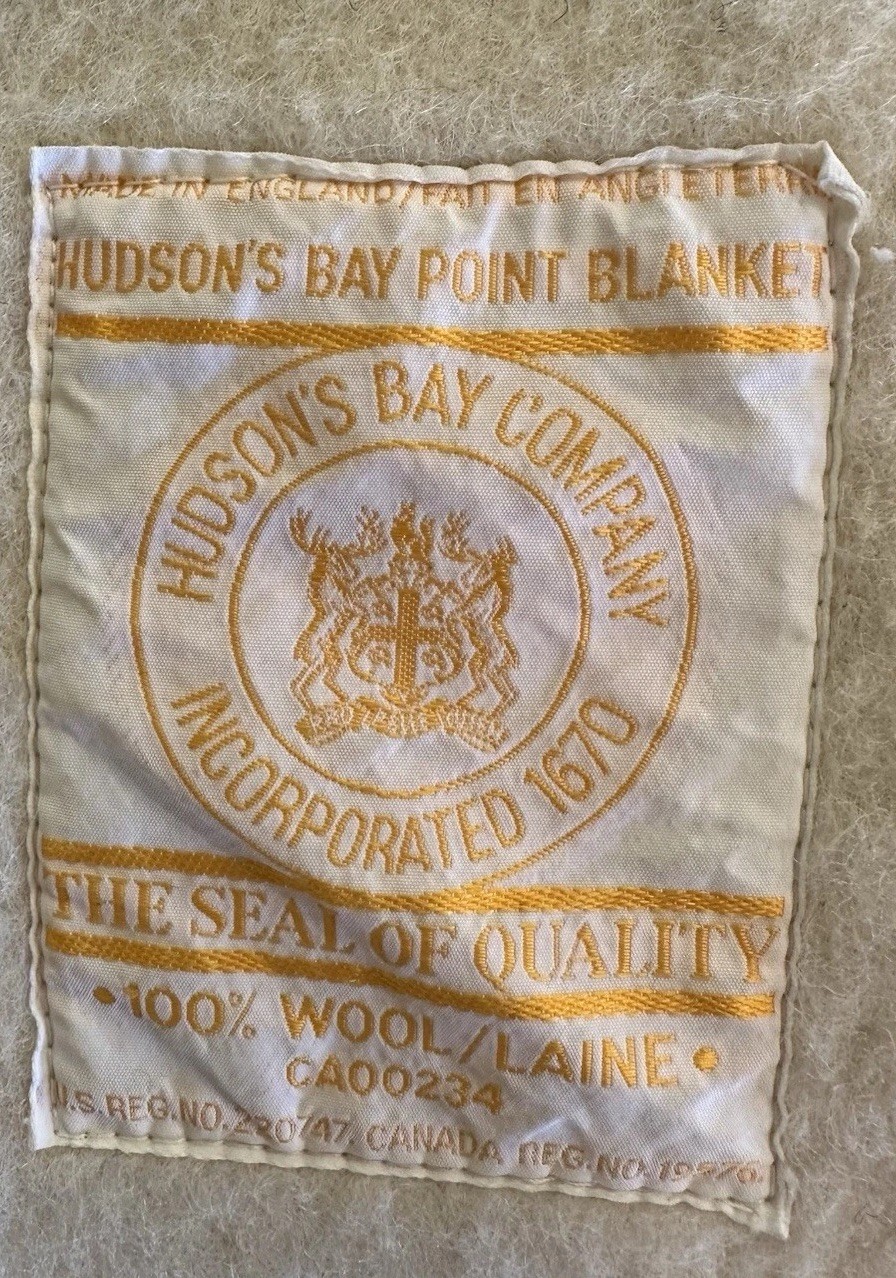 MADE IN ENGLAND/FAIT EN ANGLETERRE
HUDSON'S BAY POINT BLANKET
HUDSON'S BAY COMPANY
INCORPORATED 1670
THE SEAL OF QUALITY
•100% WOOL/LAINE•
CA00234
U.S.REG.NO.220747. CANADA REG.NO.